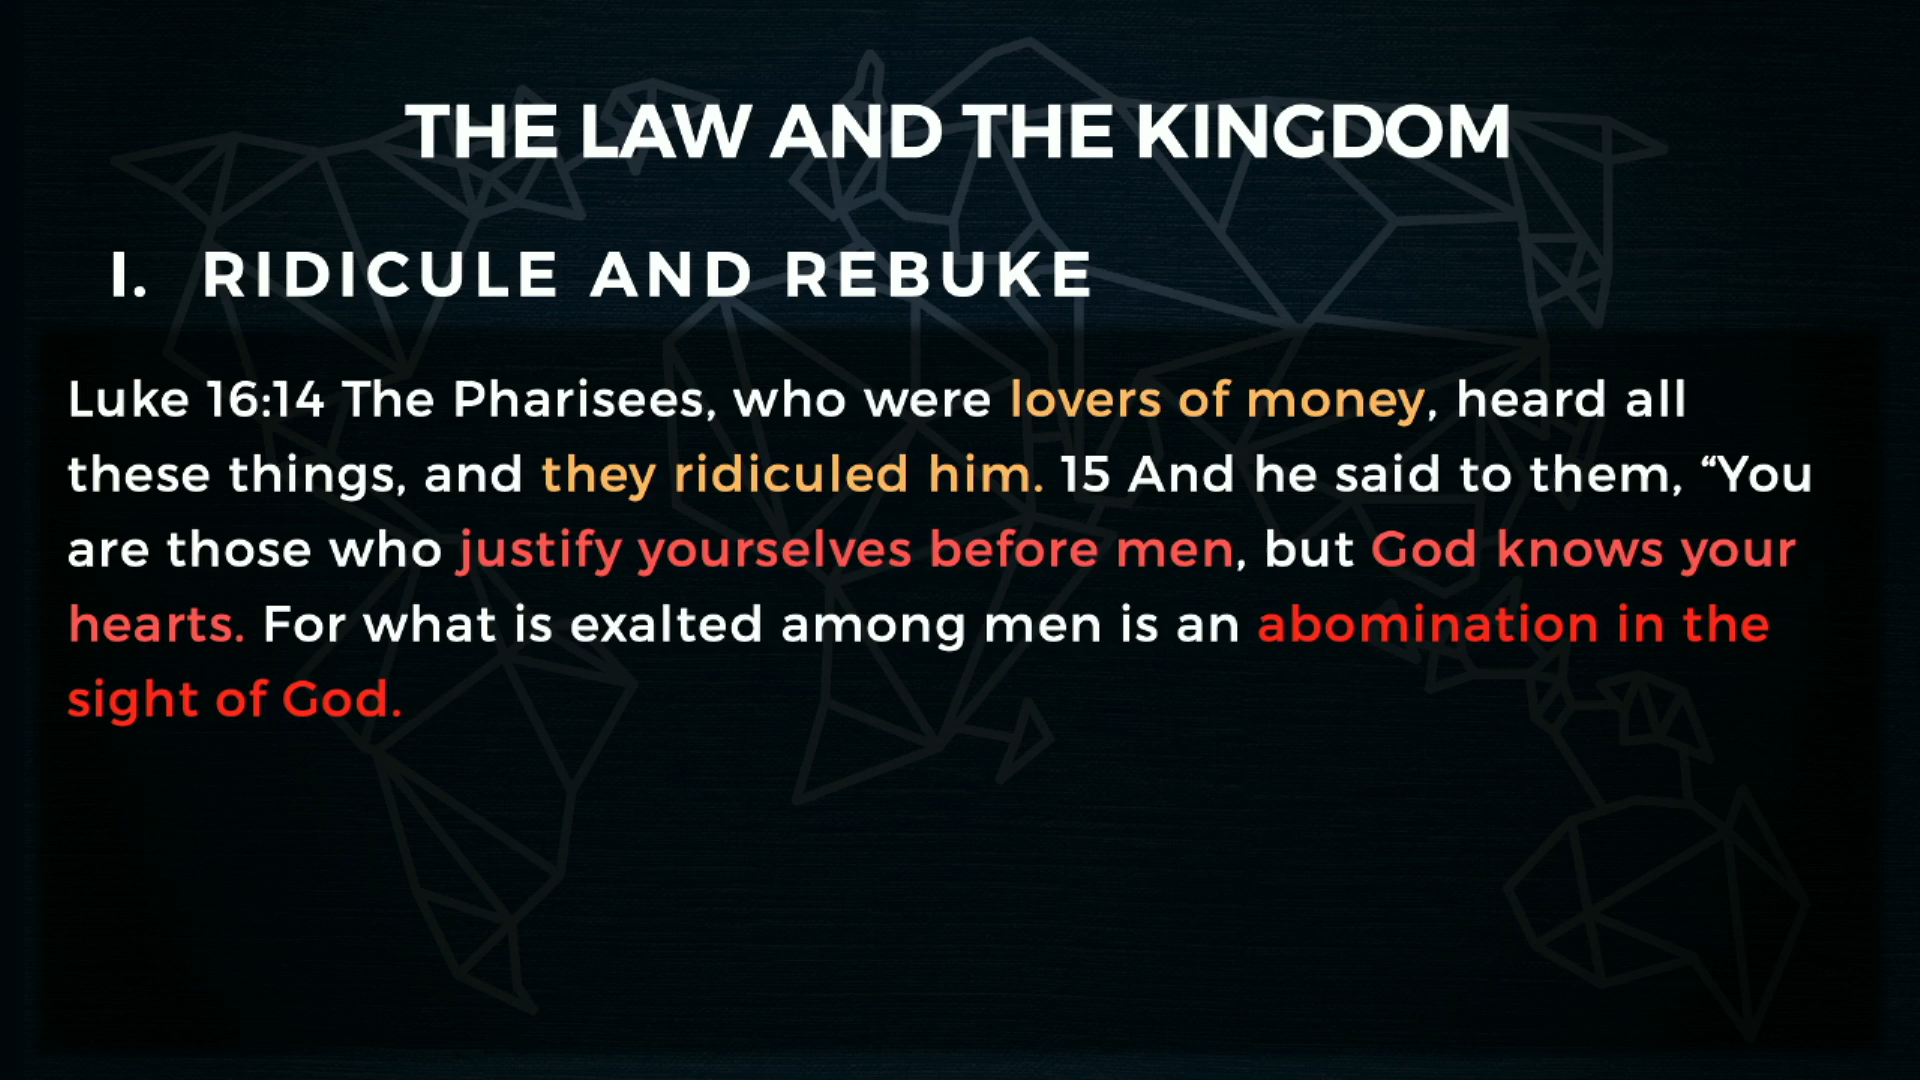 THE LAW AND THE KINGDOM
I. RIDICULE AND REBUKE
Luke 16:14 The Pharisees, who were lovers of money, heard all
these things, and they ridiculed him. 15 And he said to them, “You
are those who justify yourselves before men, but God knows your
hearts. For what is exalted among men is an abomination in the
sight of God.